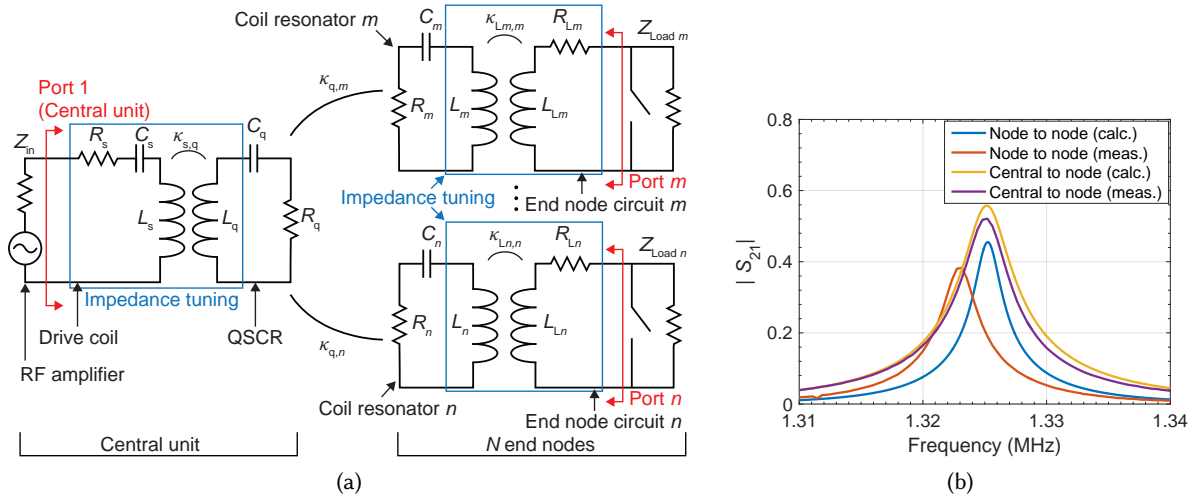 Port 1
(Central unit)
Z_in
R_s
C_s
κ_s,q
C_q
L_s
L_q
R_q
Impedance tuning
Drive coil
QSCR
RF amplifier
Central unit
Coil resonator m
C_m
κ_Lm,m
R_Lm
Z_Load m
κ_q,m
R_m
L_m
L_Lm
Port m
Impedance tuning
End node circuit m
C_n
κ_Ln,n
R_Ln
Z_Load n
κ_q,n
R_n
L_n
L_Ln
Port n
Coil resonator n
End node circuit n
N end nodes
(a)
| S_21 |
0.8
0.6
0.4
0.2
0
1.31
1.32
1.33
1.34
Frequency (MHz)
Node to node (calc.)
Node to node (meas.)
Central to node (calc.)
Central to node (meas.)
(b)